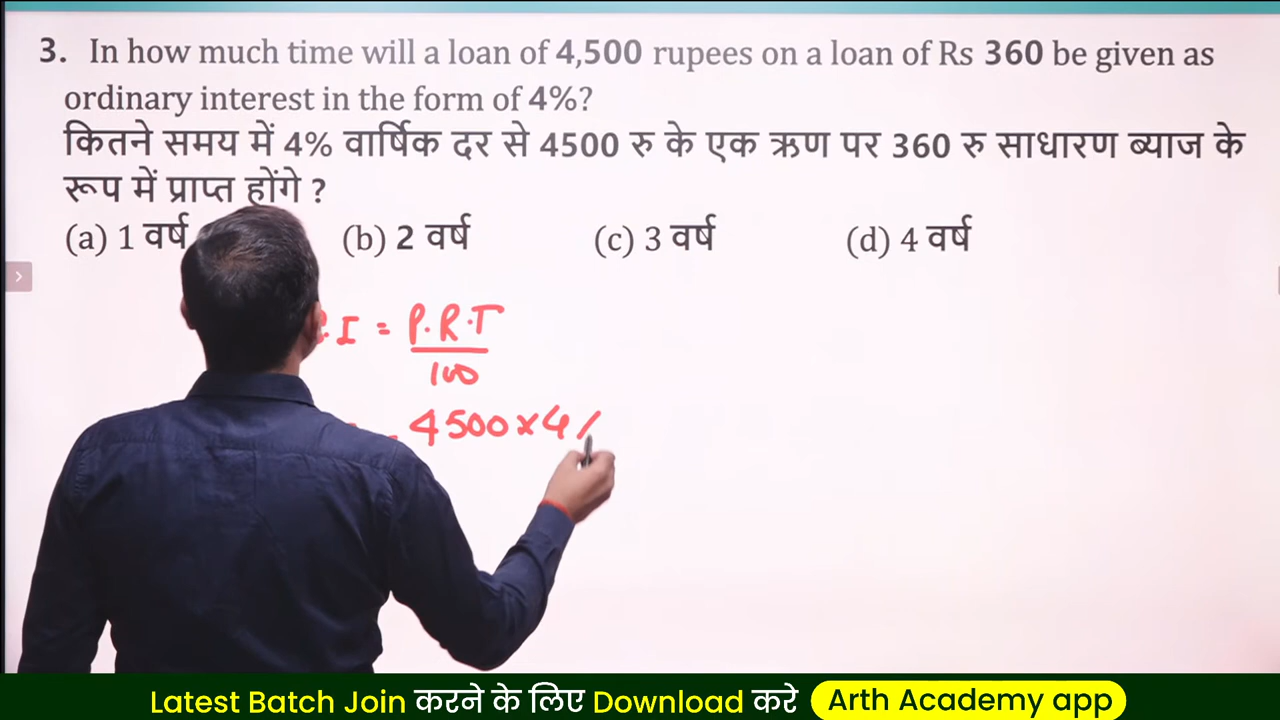 3. In how much time will a loan of 4,500 rupees on a loan of Rs 360 be given as
ordinary interest in the form of 4%?
कितने समय में 4% वार्षिक दर से 4500 रु के एक ऋण पर 360 रु साधारण ब्याज के
रूप में प्राप्त होंगे ?
(a) 1 वर्ष (b) 2 वर्ष (c) 3 वर्ष (d) 4 वर्ष
.I = P.R.T
100
= 4500×4
Latest Batch Join करने के लिए Download करे Arth Academy app